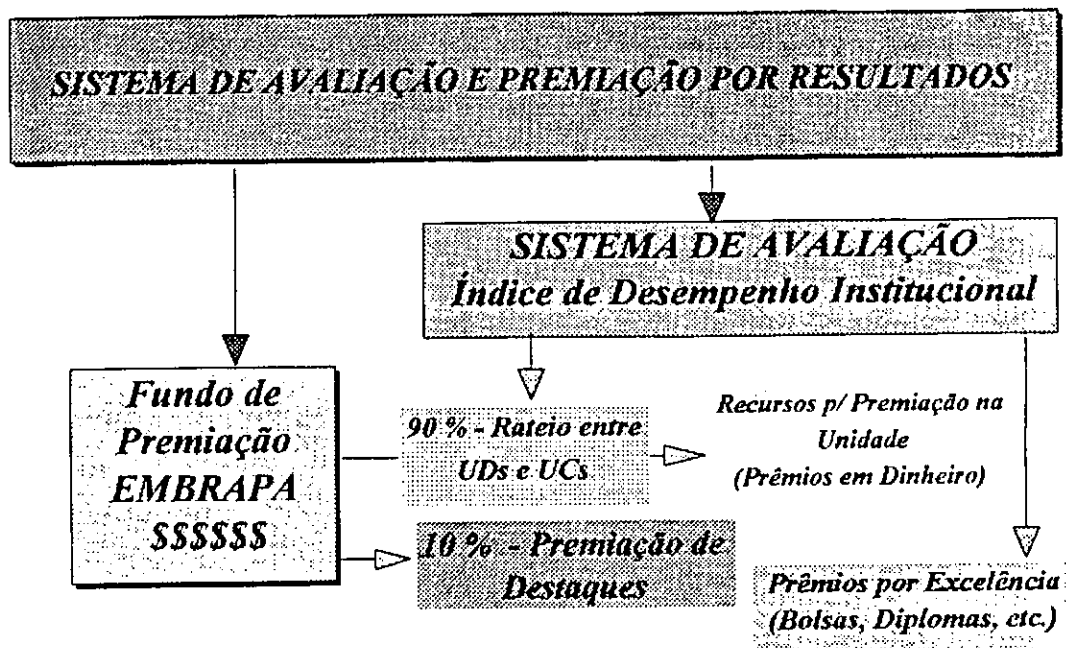 SISTEMA DE AVALIAÇÃO E PREMIAÇÃO POR RESULTADOS
SISTEMA DE AVALIAÇÃO
Índice de Desempenho Institucional
Fundo de
Premiação
EMBRAPA
$$$$$$
90 % - Rateio entre
UDs e UCs
Recursos p/ Premiação na
Unidade
(Prêmios em Dinheiro)
10 % - Premiação de
Destaques
Prêmios por Excelência
(Bolsas, Diplomas, etc.)